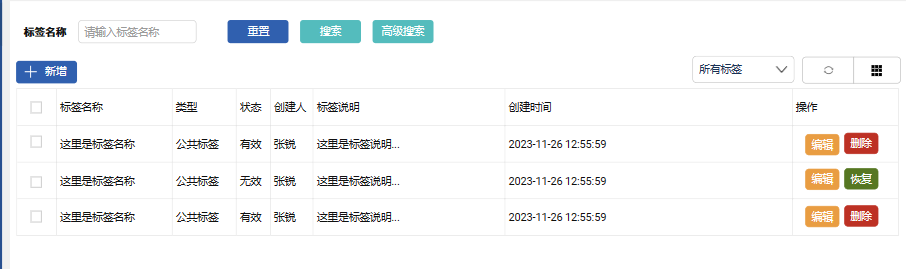 标签名称 请输入标签名称 重置 搜索 高级搜索
新增 所有标签
标签名称 类型 状态 创建人 标签说明 创建时间 操作
这里是标签名称 公共标签 有效 张锐 这里是标签说明... 2023-11-26 12:55:59 编辑 删除
这里是标签名称 公共标签 无效 张锐 这里是标签说明... 2023-11-26 12:55:59 编辑 恢复
这里是标签名称 公共标签 有效 张锐 这里是标签说明... 2023-11-26 12:55:59 编辑 删除